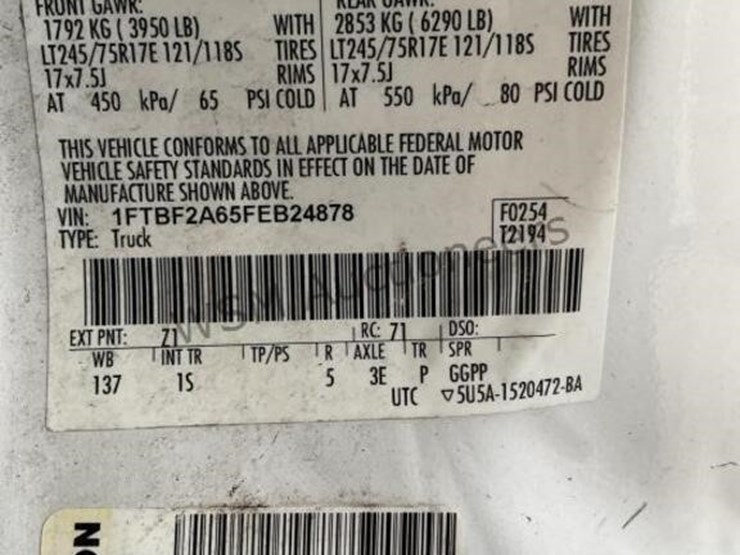 FRONT GAWR: REAR GAWR:
1792 KG ( 3950 LB) WITH 2853 KG ( 6290 LB) WITH
LT245/75R17E 121/118S TIRES LT245/75R17E 121/118S TIRES
17x7.5J RIMS 17x7.5J RIMS
AT 450 kPa/ 65 PSI COLD AT 550 kPa/ 80 PSI COLD
THIS VEHICLE CONFORMS TO ALL APPLICABLE FEDERAL MOTOR
VEHICLE SAFETY STANDARDS IN EFFECT ON THE DATE OF
MANUFACTURE SHOWN ABOVE.
VIN: 1FTBF2A65FEB24878 F0254
TYPE: Truck T2194
WSM Auctioneers
EXT PNT: Z1 RC: 71 DSO:
WB INT TR TP/PS R AXLE TR SPR
137 1S 5 3E P GGPP
UTC ▽5U5A-1520472-BA
ON